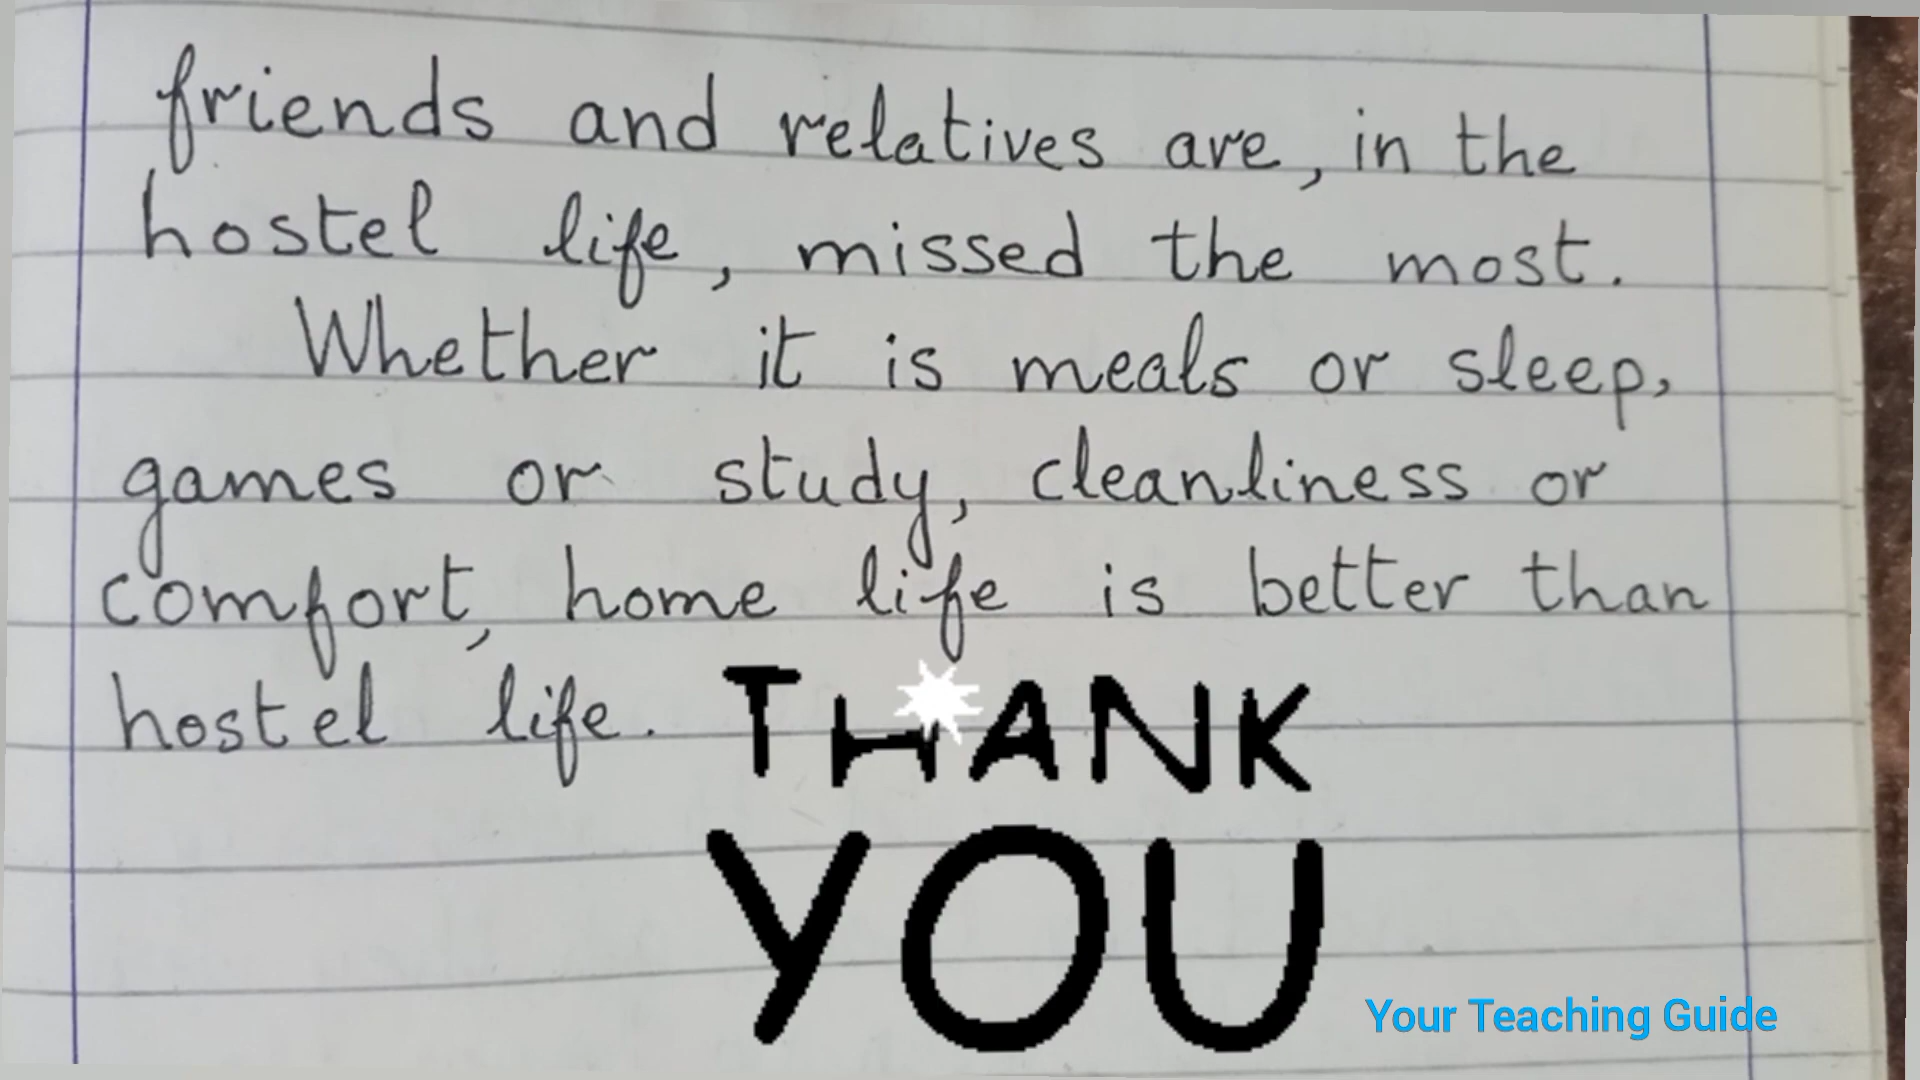 friends and relatives are, in the
hostel life, missed the most.
Whether it is meals or sleep,
games or study, cleanliness or
comfort, home life is better than
hostel life.
THANK
YOU
Your Teaching Guide